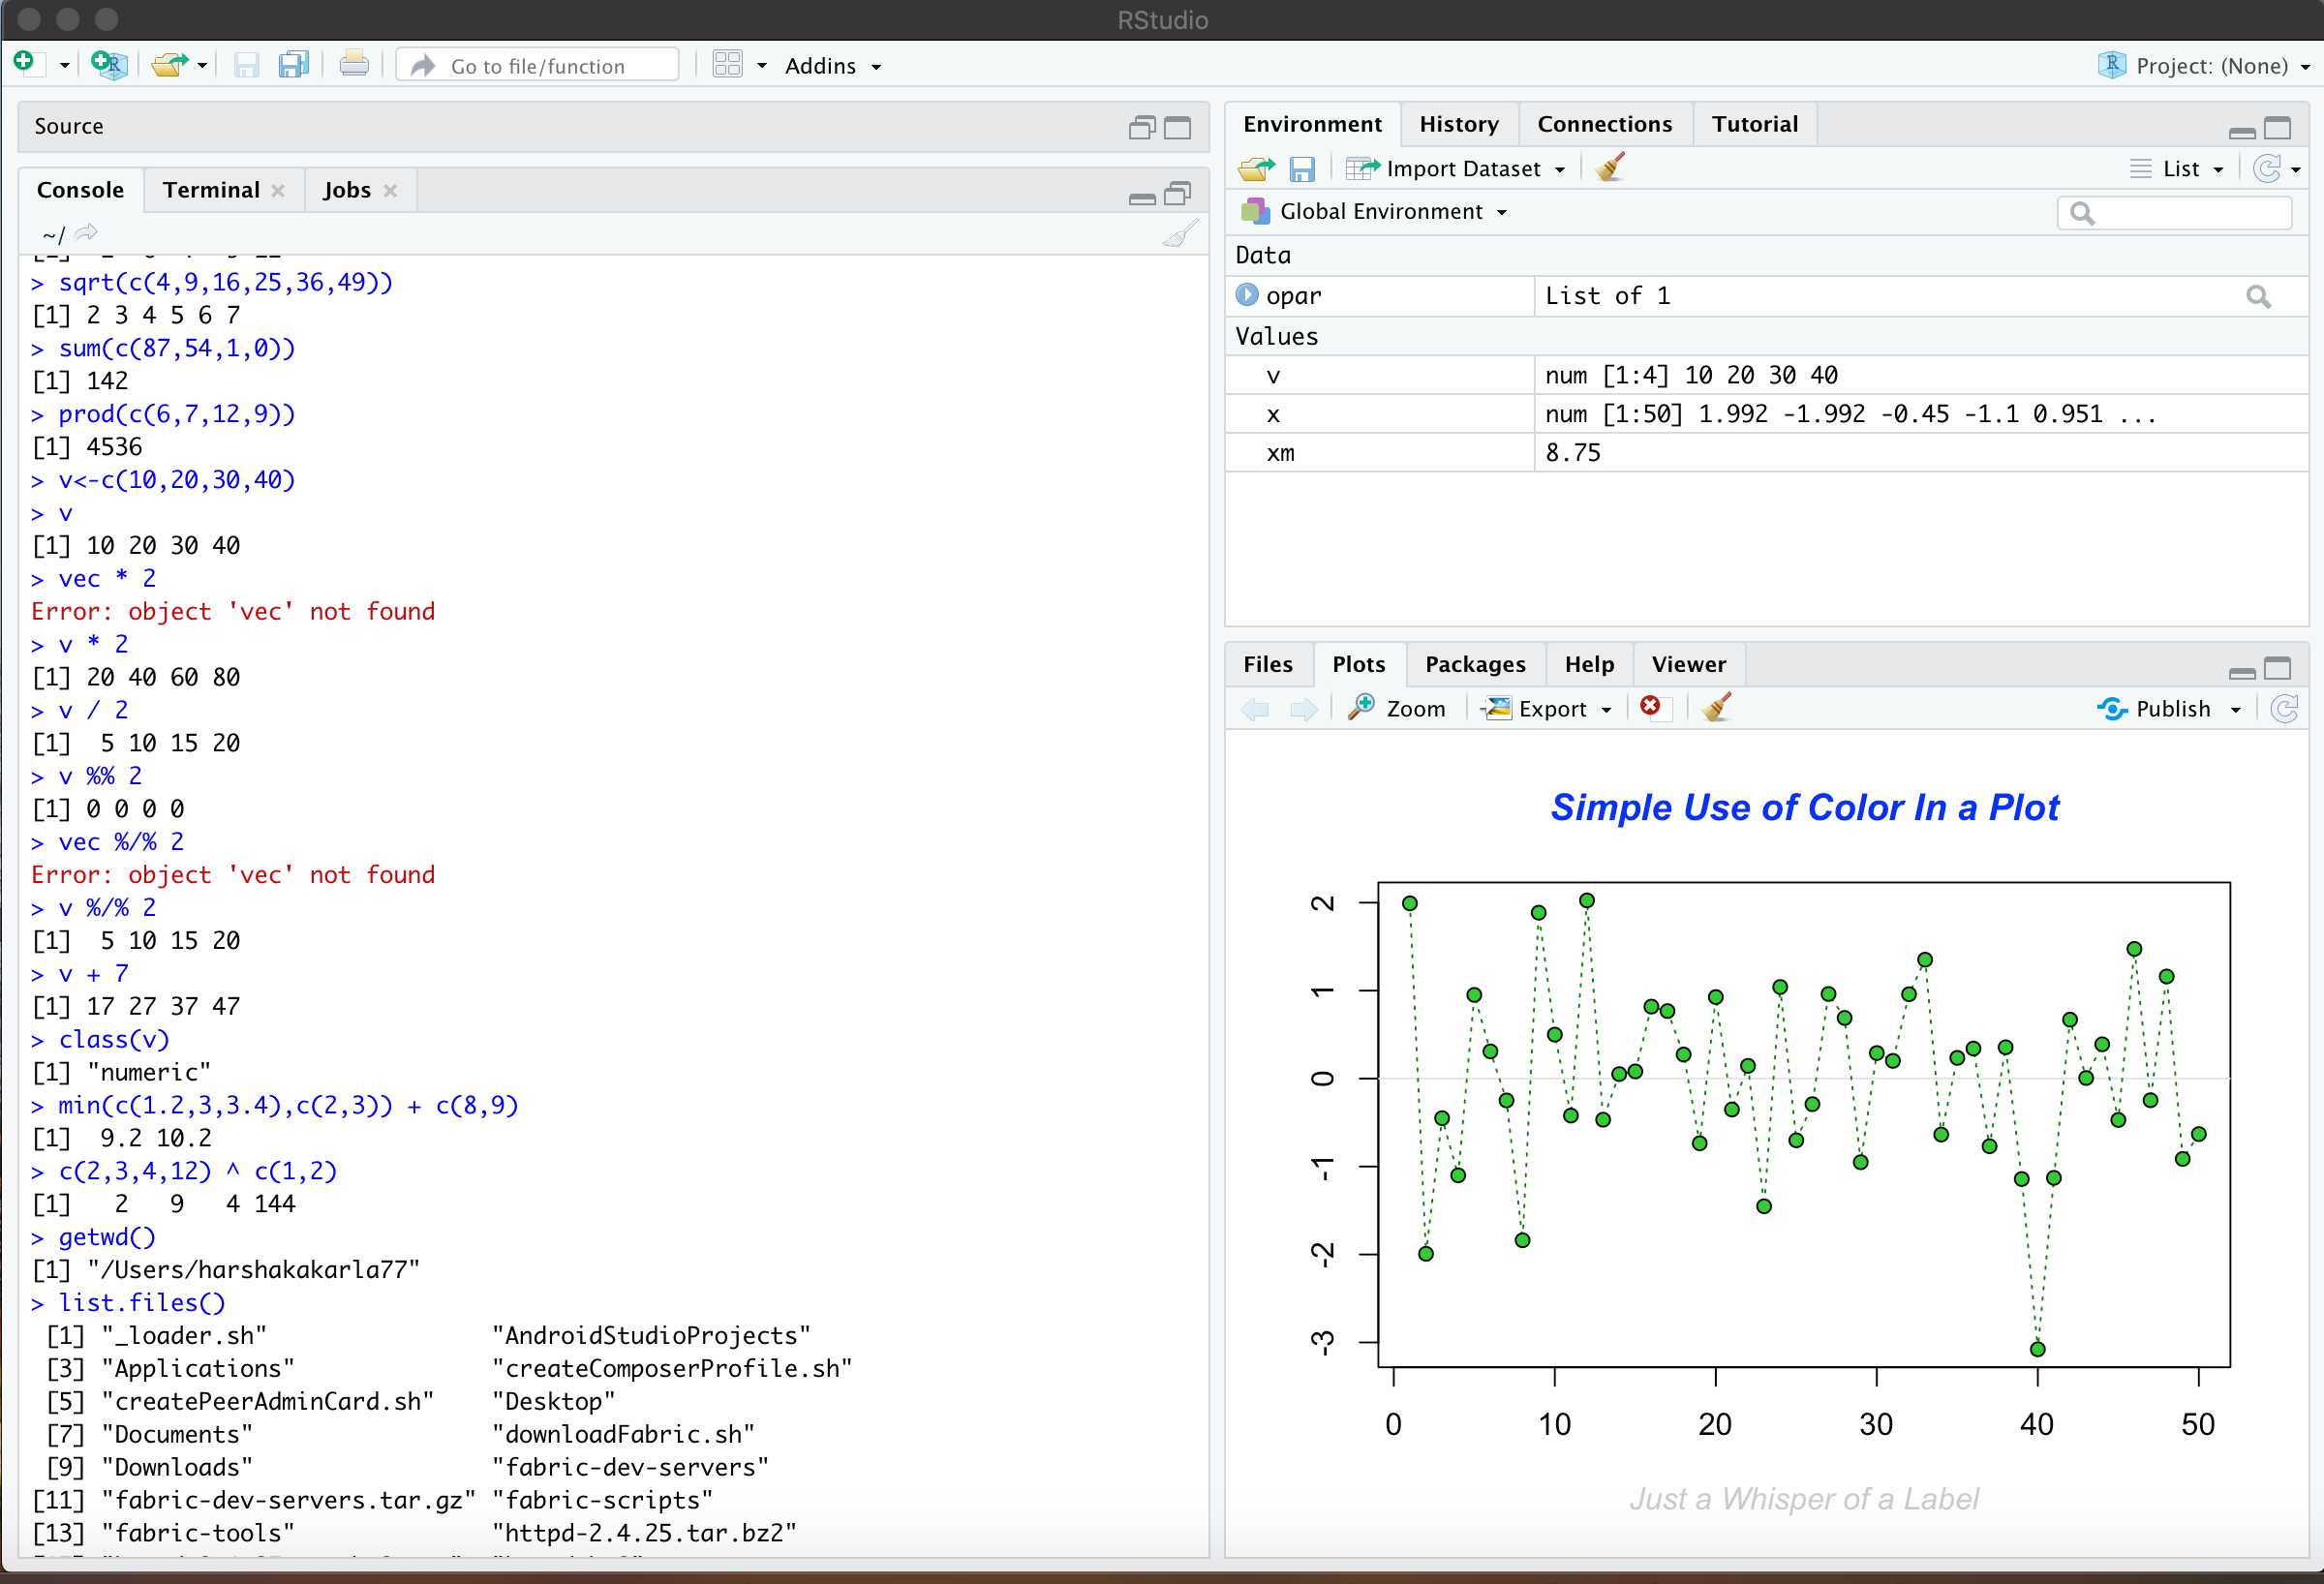 RStudio
Go to file/function
Addins
Project: (None)
Source
Console Terminal Jobs
~/
> sqrt(c(4,9,16,25,36,49))
[1] 2 3 4 5 6 7
> sum(c(87,54,1,0))
[1] 142
> prod(c(6,7,12,9))
[1] 4536
> v<-c(10,20,30,40)
> v
[1] 10 20 30 40
> vec * 2
Error: object 'vec' not found
> v * 2
[1] 20 40 60 80
> v / 2
[1]  5 10 15 20
> v %% 2
[1] 0 0 0 0
> vec %/% 2
Error: object 'vec' not found
> v %/% 2
[1]  5 10 15 20
> v + 7
[1] 17 27 37 47
> class(v)
[1] "numeric"
> min(c(1.2,3,3.4),c(2,3)) + c(8,9)
[1]  9.2 10.2
> c(2,3,4,12) ^ c(1,2)
[1]   2   9   4 144
> getwd()
[1] "/Users/harshakakarla77"
> list.files()
[1] "_loader.sh" "AndroidStudioProjects"
[3] "Applications" "createComposerProfile.sh"
[5] "createPeerAdminCard.sh" "Desktop"
[7] "Documents" "downloadFabric.sh"
[9] "Downloads" "fabric-dev-servers"
[11] "fabric-dev-servers.tar.gz" "fabric-scripts"
[13] "fabric-tools" "httpd-2.4.25.tar.bz2"
Environment History Connections Tutorial
Import Dataset List
Global Environment
Data
opar List of 1
Values
v num [1:4] 10 20 30 40
x num [1:50] 1.992 -1.992 -0.45 -1.1 0.951 ...
xm 8.75
Files Plots Packages Help Viewer
Zoom Export Publish
Simple Use of Color In a Plot
2
1
0
-1
-2
-3
0 10 20 30 40 50
Just a Whisper of a Label